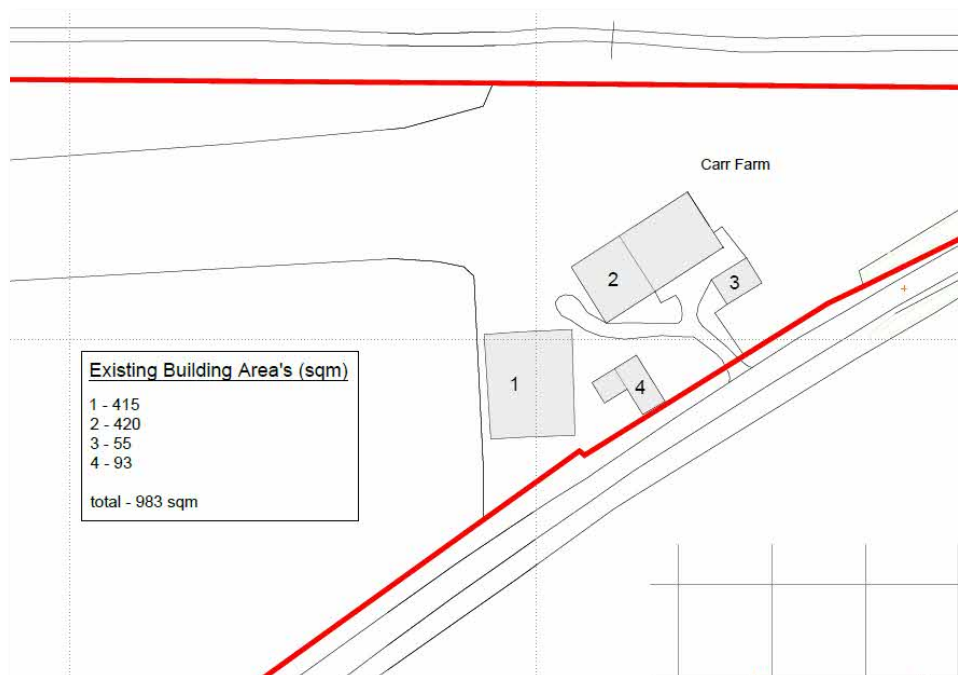 Carr Farm
2
3
1
4
Existing Building Area's (sqm)
1 - 415
2 - 420
3 - 55
4 - 93
total - 983 sqm